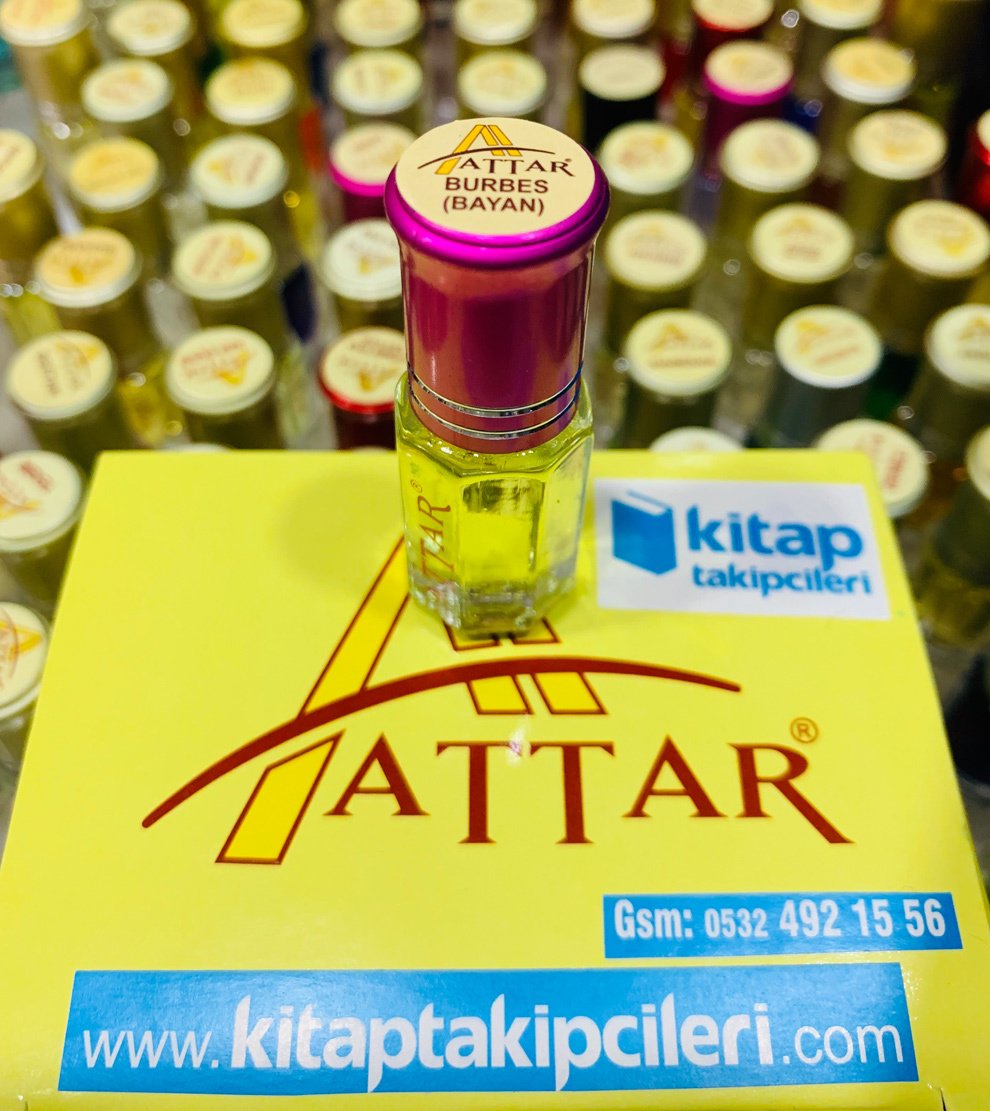 ATTAR®
BURBES
(BAYAN)
ATTAR®
kitap
takipcileri
ATTAR®
Gsm: 0532 492 15 56
www.kitaptakipcileri.com